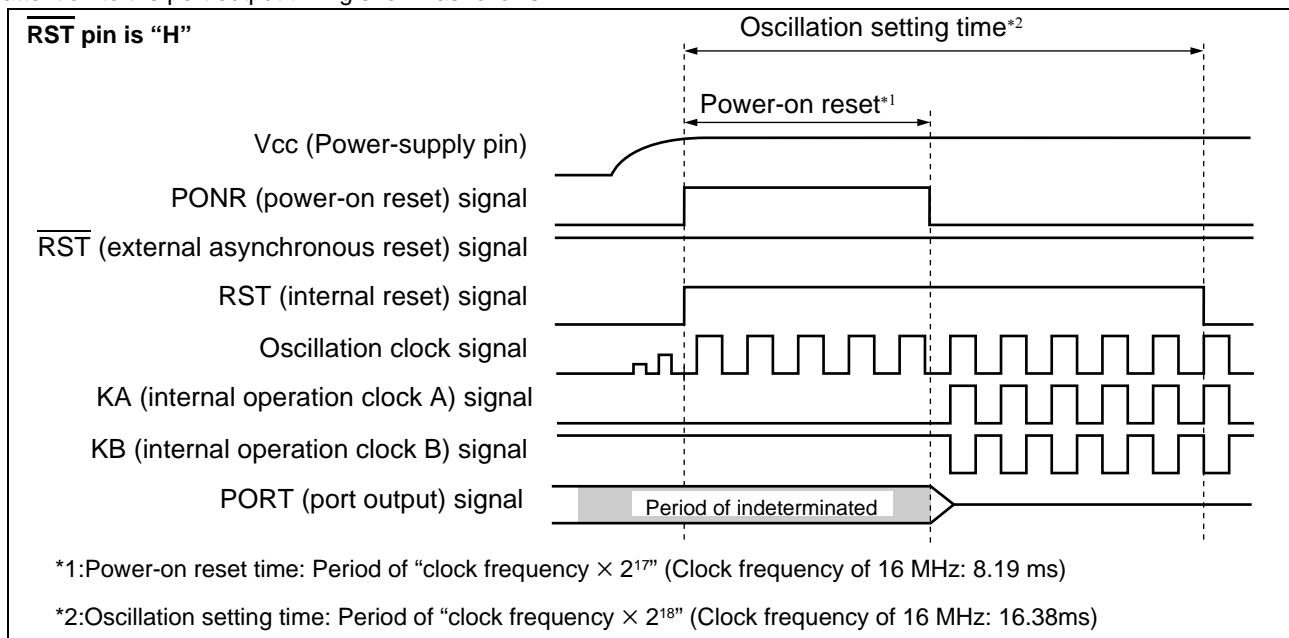 RST pin is “H”
Oscillation setting time*2
Power-on reset*1
Vcc (Power-supply pin)
PONR (power-on reset) signal
RST (external asynchronous reset) signal
RST (internal reset) signal
Oscillation clock signal
KA (internal operation clock A) signal
KB (internal operation clock B) signal
PORT (port output) signal
Period of indeterminated
*1:Power-on reset time: Period of “clock frequency × 2¹⁷” (Clock frequency of 16 MHz: 8.19 ms)
*2:Oscillation setting time: Period of “clock frequency × 2¹⁸” (Clock frequency of 16 MHz: 16.38ms)